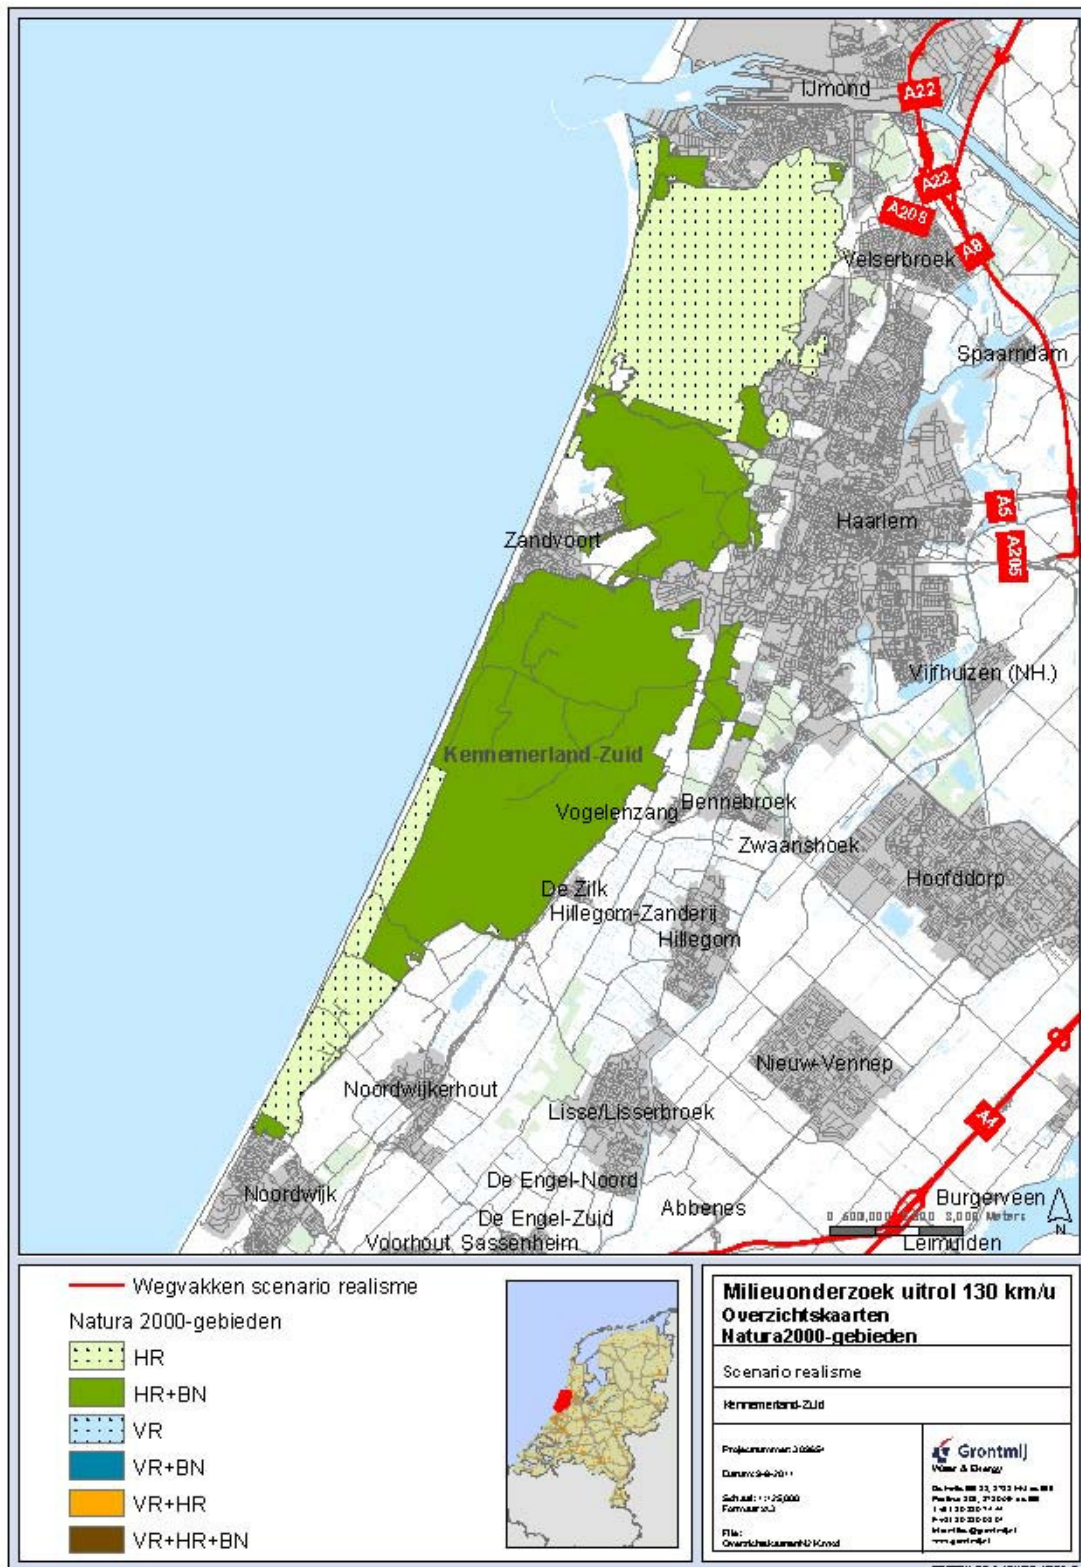 IJmond
A22
A22
A208
A9
Velserbroek
Spaarndam
A5
Haarlem
A205
Zandvoort
Vijfhuizen (NH.)
Kennemerland-Zuid
Vogelenzang
Bennebroek
Zwaanshoek
Hoofddorp
De Zilk
Hillegom-Zanderij
Hillegom
Nieuw-Vennep
Noordwijkerhout
Lisse/Lisserbroek
A4
De Engel-Noord
Noordwijk
Abbenes
Burgerveen
De Engel-Zuid
Meters
N
Voorhout Sassenheim
Leimuiden
Wegvakken scenario realisme
Natura 2000-gebieden
HR
HR+BN
VR
VR+BN
VR+HR
VR+HR+BN
Milieuonderzoek uitrol 130 km/u
Overzichtskaarten
Natura2000-gebieden
Scenario realisme
Kennemerland-Zuid
Grontmij